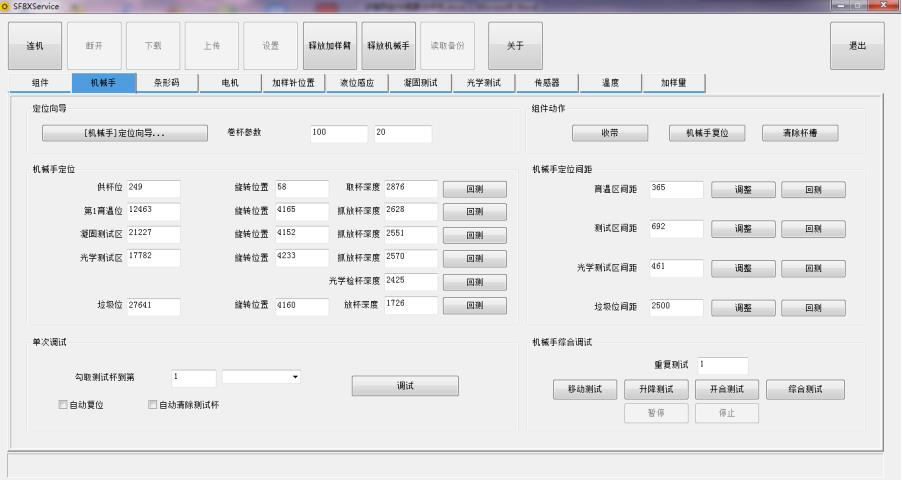 SF8XService
连机 断开 下载 上传 设置 释放加样臂 释放机械手 读取备份 关于 退出
组件 机械手 条形码 电机 加样针位置 液位感应 凝固测试 光学测试 传感器 温度 加样量
定位向导
[机械手]定位向导... 卷杯参数 100 20
组件动作
收带 机械手复位 清除杯槽
机械手定位
供杯位 249 旋转位置 58 取杯深度 2876 回测
第1高温位 12463 旋转位置 4165 抓放杯深度 2628 回测
凝固测试区 21227 旋转位置 4152 抓放杯深度 2551 回测
光学测试区 17782 旋转位置 4233 抓放杯深度 2570 回测
光学检杯深度 2425 回测
垃圾位 27641 旋转位置 4160 放杯深度 1726 回测
机械手定位间距
高温区间距 365 调整 回测
测试区间距 692 调整 回测
光学测试区间距 461 调整 回测
垃圾位间距 2500 调整 回测
单次调试
勾取测试杯到第 1
调试
自动复位 自动清除测试杯
机械手综合调试
重复测试 1
移动测试 升降测试 开合测试 综合测试
暂停 停止